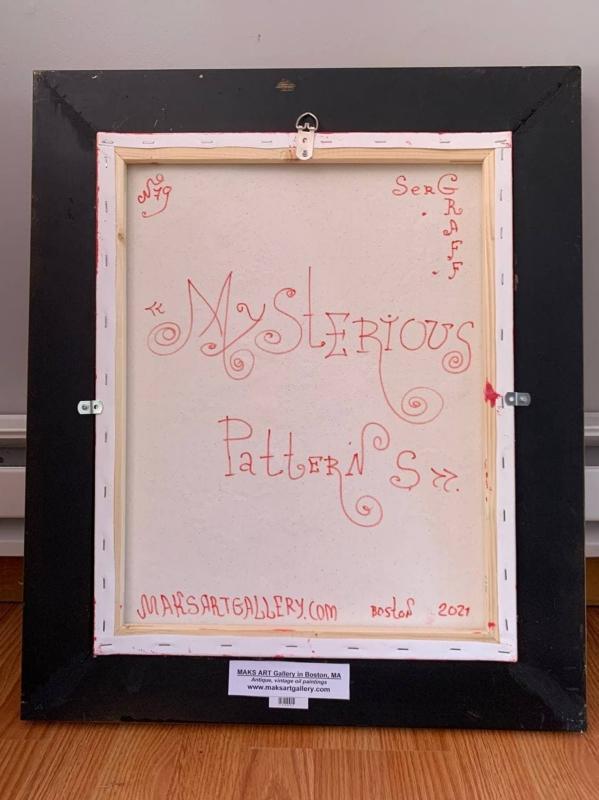 №79
SerGRAFF
« MysTERiOUS
PattERN S ».
MAKSARTGALLERY.COM Boston 2021
MAKS ART Gallery in Boston, MA
Antique, vintage oil paintings
www.maksartgallery.com